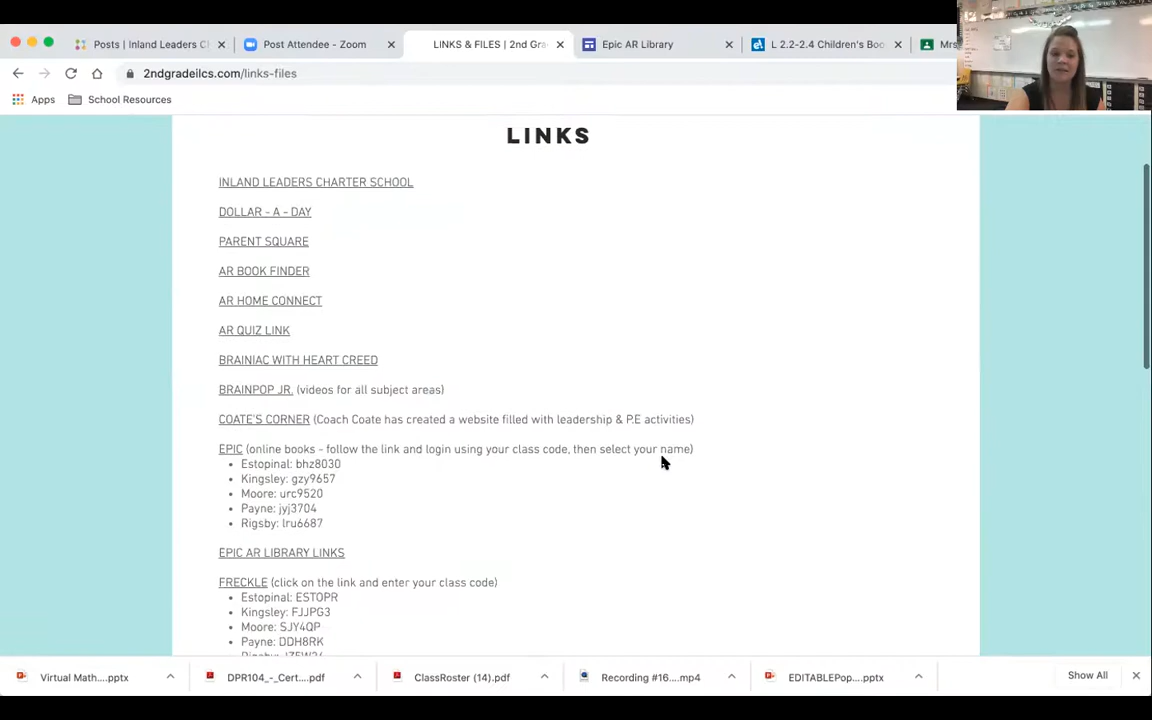 Posts | Inland Leaders C
Post Attendee - Zoom
LINKS & FILES | 2nd Gra
Epic AR Library
L 2.2-2.4 Children's Boo
Mrs
2ndgradeilcs.com/links-files
Apps
School Resources
LINKS
INLAND LEADERS CHARTER SCHOOL
DOLLAR - A - DAY
PARENT SQUARE
AR BOOK FINDER
AR HOME CONNECT
AR QUIZ LINK
BRAINIAC WITH HEART CREED
BRAINPOP JR. (videos for all subject areas)
COATE'S CORNER (Coach Coate has created a website filled with leadership & P.E activities)
EPIC (online books - follow the link and login using your class code, then select your name)
• Estopinal: bhz8030
• Kingsley: gzy9657
• Moore: urc9520
• Payne: jyj3704
• Rigsby: lru6687
EPIC AR LIBRARY LINKS
FRECKLE (click on the link and enter your class code)
• Estopinal: ESTOPR
• Kingsley: FJJPG3
• Moore: SJY4QP
• Payne: DDH8RK
Virtual Math....pptx
DPR104_-_Cert....pdf
ClassRoster (14).pdf
Recording #16....mp4
EDITABLEPop....pptx
Show All